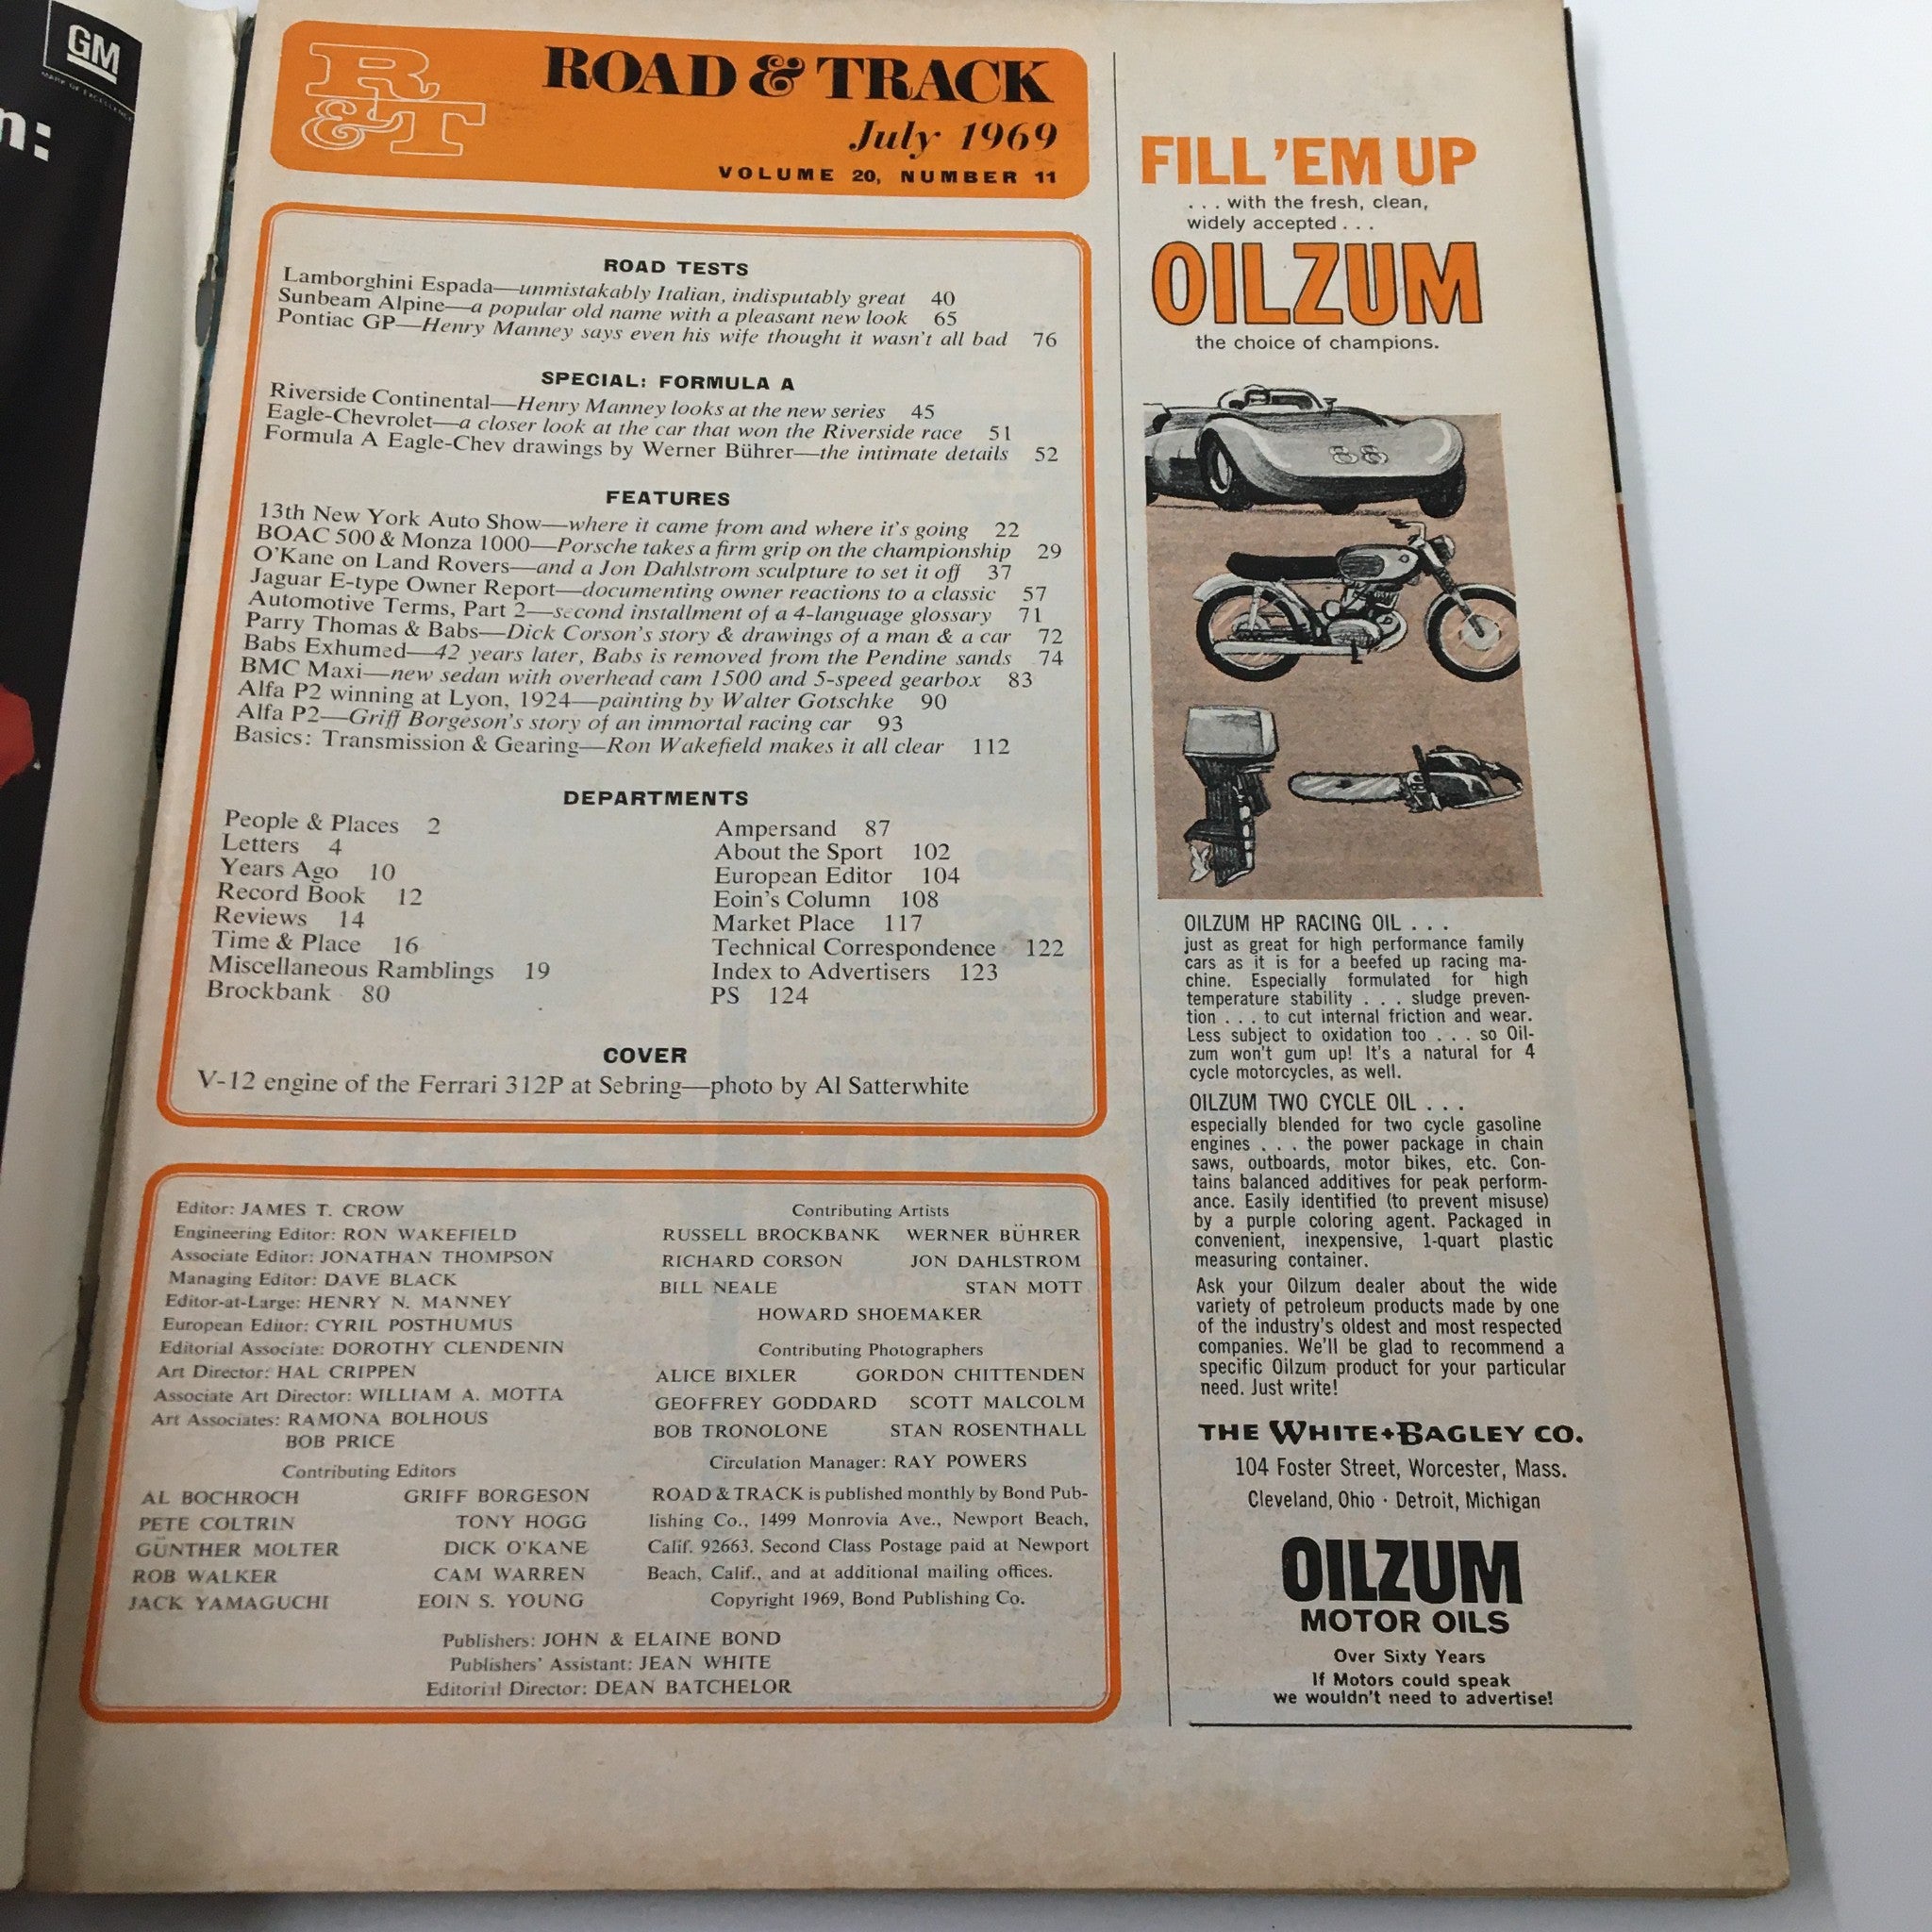 GM
MARK OF EXCELLENCE
n:
R
&T
ROAD & TRACK
July 1969
VOLUME 20, NUMBER 11
ROAD TESTS
Lamborghini Espada—unmistakably Italian, indisputably great 40
Sunbeam Alpine—a popular old name with a pleasant new look 65
Pontiac GP—Henry Manney says even his wife thought it wasn't all bad 76
SPECIAL: FORMULA A
Riverside Continental—Henry Manney looks at the new series 45
Eagle-Chevrolet—a closer look at the car that won the Riverside race 51
Formula A Eagle-Chev drawings by Werner Bührer—the intimate details 52
FEATURES
13th New York Auto Show—where it came from and where it's going 22
BOAC 500 & Monza 1000—Porsche takes a firm grip on the championship 29
O'Kane on Land Rovers—and a Jon Dahlstrom sculpture to set it off 37
Jaguar E-type Owner Report—documenting owner reactions to a classic 57
Automotive Terms, Part 2—second installment of a 4-language glossary 71
Parry Thomas & Babs—Dick Corson's story & drawings of a man & a car 72
Babs Exhumed—42 years later, Babs is removed from the Pendine sands 74
BMC Maxi—new sedan with overhead cam 1500 and 5-speed gearbox 83
Alfa P2 winning at Lyon, 1924—painting by Walter Gotschke 90
Alfa P2—Griff Borgeson's story of an immortal racing car 93
Basics: Transmission & Gearing—Ron Wakefield makes it all clear 112
DEPARTMENTS
People & Places 2
Letters 4
Years Ago 10
Record Book 12
Reviews 14
Time & Place 16
Miscellaneous Ramblings 19
Brockbank 80
Ampersand 87
About the Sport 102
European Editor 104
Eoin's Column 108
Market Place 117
Technical Correspondence 122
Index to Advertisers 123
PS 124
COVER
V-12 engine of the Ferrari 312P at Sebring—photo by Al Satterwhite
Editor: JAMES T. CROW
Engineering Editor: RON WAKEFIELD
Associate Editor: JONATHAN THOMPSON
Managing Editor: DAVE BLACK
Editor-at-Large: HENRY N. MANNEY
European Editor: CYRIL POSTHUMUS
Editorial Associate: DOROTHY CLENDENIN
Art Director: HAL CRIPPEN
Associate Art Director: WILLIAM A. MOTTA
Art Associates: RAMONA BOLHOUS
BOB PRICE
Contributing Editors
AL BOCHROCH GRIFF BORGESON
PETE COLTRIN TONY HOGG
GÜNTHER MOLTER DICK O'KANE
ROB WALKER CAM WARREN
JACK YAMAGUCHI EOIN S. YOUNG
Contributing Artists
RUSSELL BROCKBANK WERNER BÜHRER
RICHARD CORSON JON DAHLSTROM
BILL NEALE STAN MOTT
HOWARD SHOEMAKER
Contributing Photographers
ALICE BIXLER GORDON CHITTENDEN
GEOFFREY GODDARD SCOTT MALCOLM
BOB TRONOLONE STAN ROSENTHALL
Circulation Manager: RAY POWERS
ROAD & TRACK is published monthly by Bond Pub-
lishing Co., 1499 Monrovia Ave., Newport Beach,
Calif. 92663. Second Class Postage paid at Newport
Beach, Calif., and at additional mailing offices.
Copyright 1969, Bond Publishing Co.
Publishers: JOHN & ELAINE BOND
Publishers' Assistant: JEAN WHITE
Editorial Director: DEAN BATCHELOR
FILL 'EM UP
. . . with the fresh, clean,
widely accepted . . .
OILZUM
the choice of champions.
88
OILZUM HP RACING OIL . . .
just as great for high performance family
cars as it is for a beefed up racing ma-
chine. Especially formulated for high
temperature stability . . . sludge preven-
tion . . . to cut internal friction and wear.
Less subject to oxidation too . . . so Oil-
zum won't gum up! It's a natural for 4
cycle motorcycles, as well.
OILZUM TWO CYCLE OIL . . .
especially blended for two cycle gasoline
engines . . . the power package in chain
saws, outboards, motor bikes, etc. Con-
tains balanced additives for peak perform-
ance. Easily identified (to prevent misuse)
by a purple coloring agent. Packaged in
convenient, inexpensive, 1-quart plastic
measuring container.
Ask your Oilzum dealer about the wide
variety of petroleum products made by one
of the industry's oldest and most respected
companies. We'll be glad to recommend a
specific Oilzum product for your particular
need. Just write!
THE WHITE+BAGLEY CO.
104 Foster Street, Worcester, Mass.
Cleveland, Ohio · Detroit, Michigan
OILZUM
MOTOR OILS
Over Sixty Years
If Motors could speak
we wouldn't need to advertise!